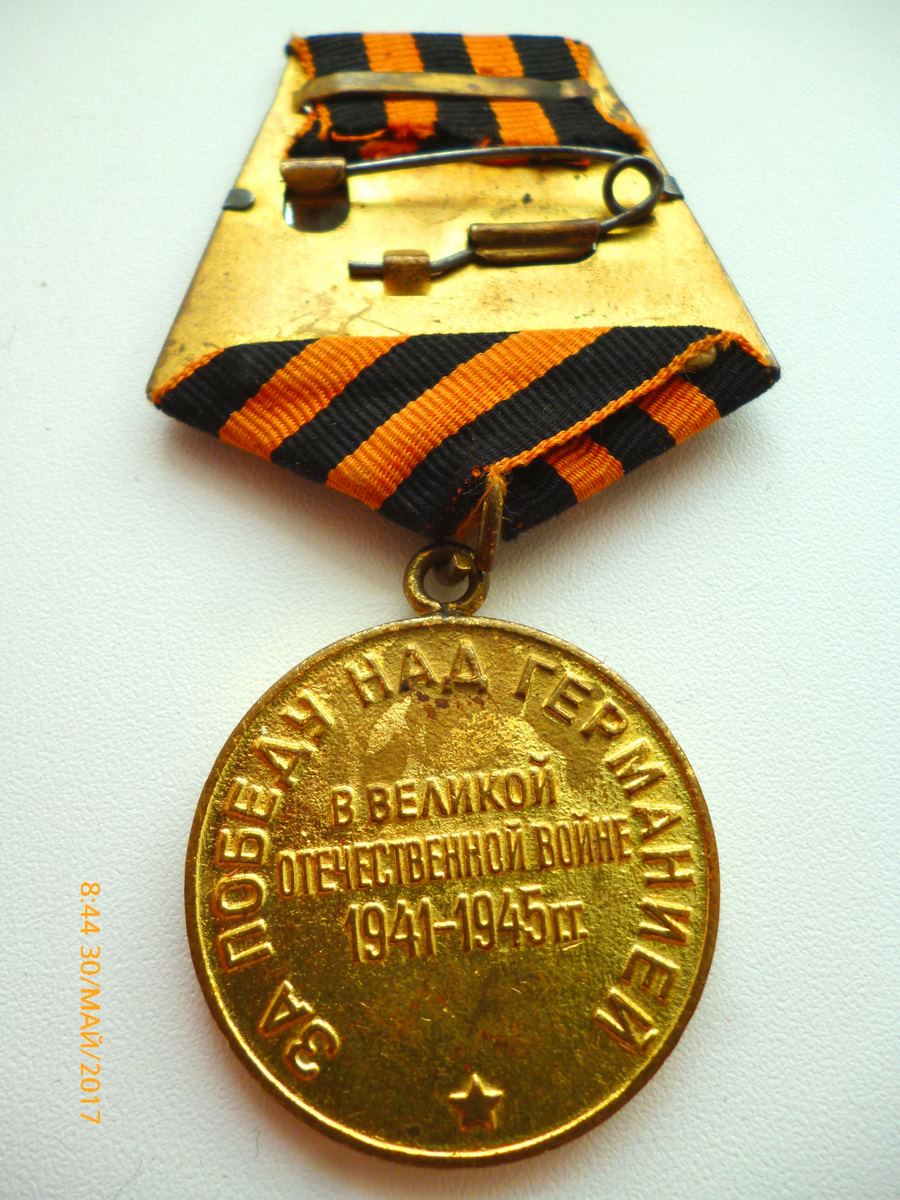 ЗА ПОБЕДУ НАД ГЕРМАНИЕЙ
В ВЕЛИКОЙ
ОТЕЧЕСТВЕННОЙ ВОЙНЕ
1941-1945гг.
8:44 30/МАЙ/2017